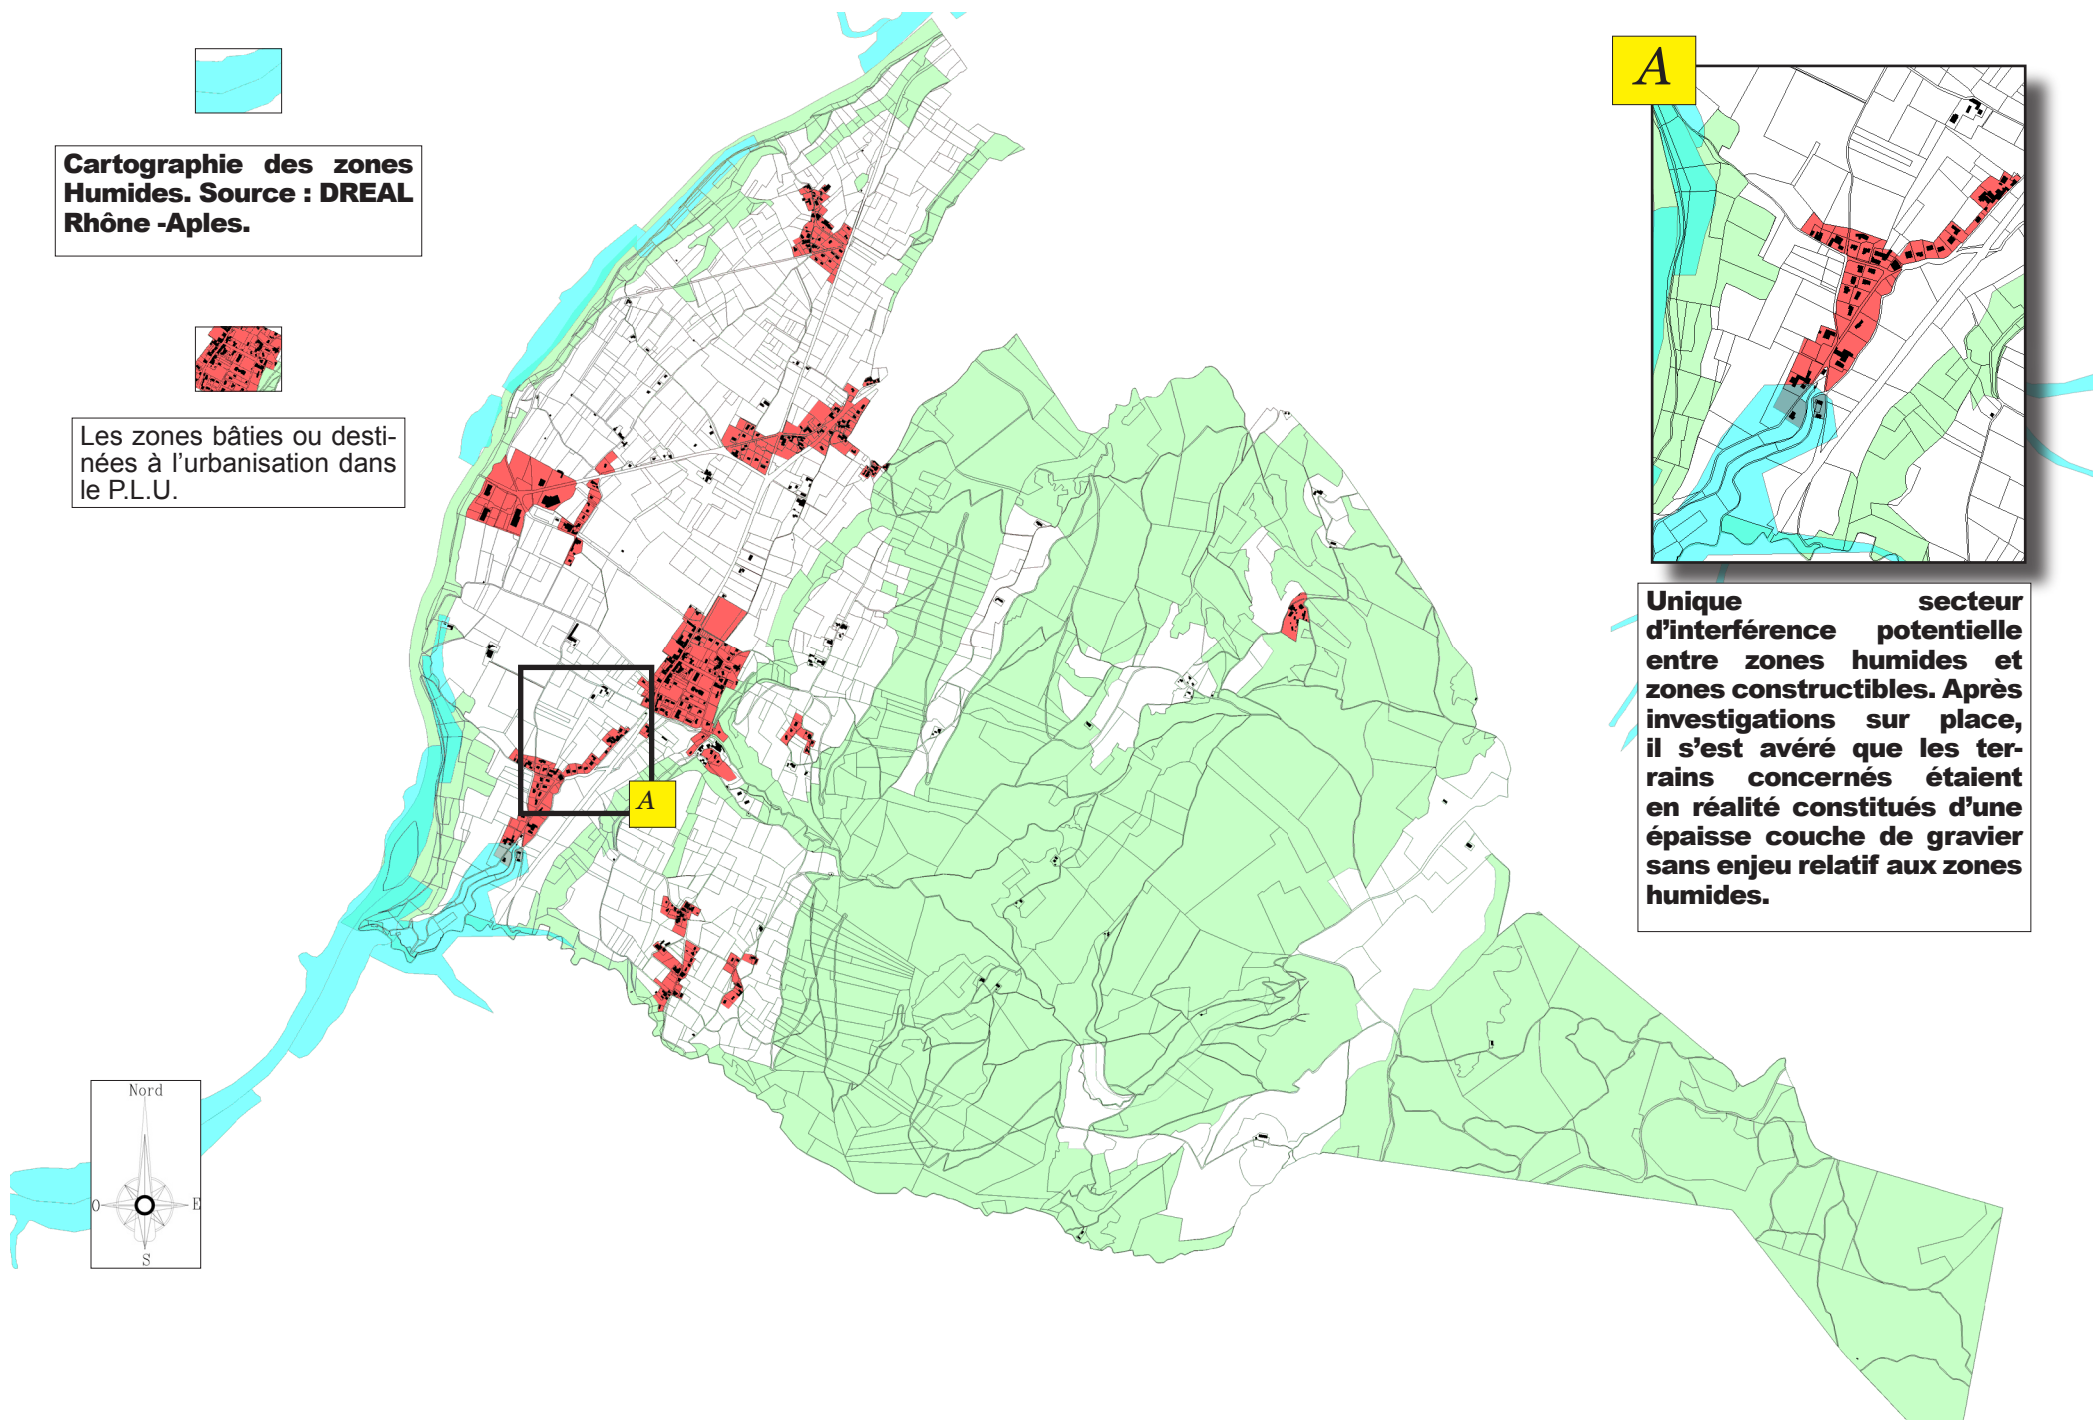 Cartographie des zones
Humides. Source : DREAL
Rhône -Aples.
Les zones bâties ou desti-
nées à l'urbanisation dans
le P.L.U.
A
Unique secteur
d'interférence potentielle
entre zones humides et
zones constructibles. Après
investigations sur place,
il s'est avéré que les ter-
rains concernés étaient
en réalité constitués d'une
épaisse couche de gravier
sans enjeu relatif aux zones
humides.
A
Nord
O
E
S